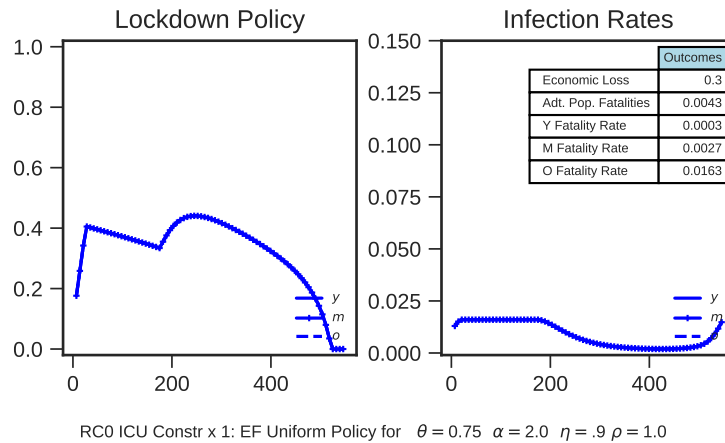 Lockdown Policy
1.0
0.8
0.6
0.4
0.2
0.0
0
200
400
y
m
o
Infection Rates
0.150
0.125
0.100
0.075
0.050
0.025
0.000
0
200
400
Outcomes
Economic Loss 0.3
Adt. Pop. Fatalities 0.0043
Y Fatality Rate 0.0003
M Fatality Rate 0.0027
O Fatality Rate 0.0163
y
m
o
RC0 ICU Constr x 1: EF Uniform Policy for θ = 0.75 α = 2.0 η = .9 ρ = 1.0